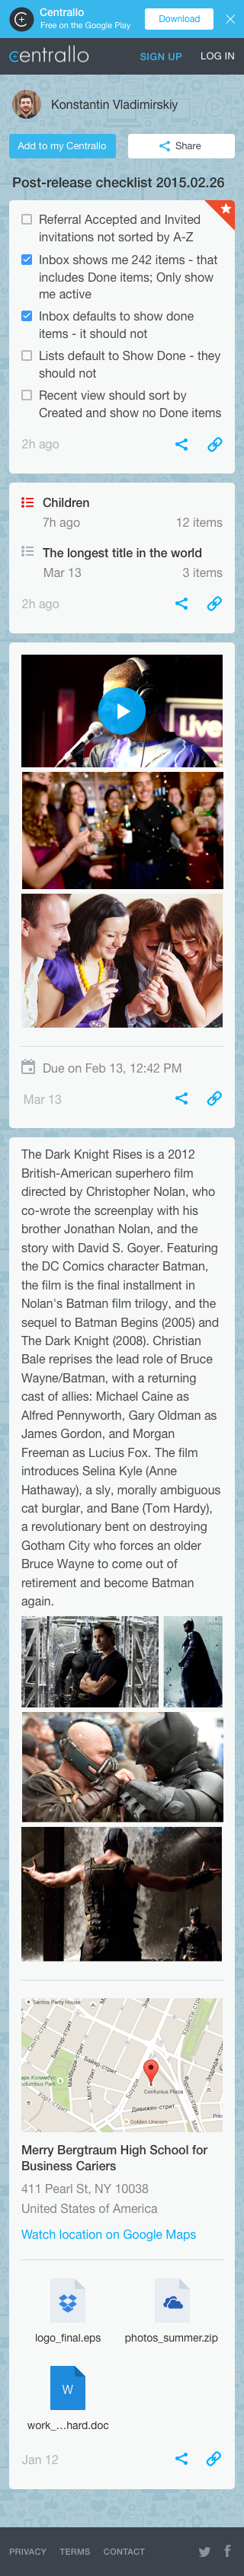 Centrallo
Free on the Google Play
Download
centrallo
SIGN UP
LOG IN
Konstantin Vladimirskiy
Add to my Centrallo
Share
Post-release checklist 2015.02.26
Referral Accepted and Invited
invitations not sorted by A-Z
Inbox shows me 242 items - that
includes Done items; Only show
me active
Inbox defaults to show done
items - it should not
Lists default to Show Done - they
should not
Recent view should sort by
Created and show no Done items
2h ago
Children
7h ago
12 items
The longest title in the world
Mar 13
3 items
2h ago
Live
Due on Feb 13, 12:42 PM
Mar 13
The Dark Knight Rises is a 2012
British-American superhero film
directed by Christopher Nolan, who
co-wrote the screenplay with his
brother Jonathan Nolan, and the
story with David S. Goyer. Featuring
the DC Comics character Batman,
the film is the final installment in
Nolan's Batman film trilogy, and the
sequel to Batman Begins (2005) and
The Dark Knight (2008). Christian
Bale reprises the lead role of Bruce
Wayne/Batman, with a returning
cast of allies: Michael Caine as
Alfred Pennyworth, Gary Oldman as
James Gordon, and Morgan
Freeman as Lucius Fox. The film
introduces Selina Kyle (Anne
Hathaway), a sly, morally ambiguous
cat burglar, and Bane (Tom Hardy),
a revolutionary bent on destroying
Gotham City who forces an older
Bruce Wayne to come out of
retirement and become Batman
again.
Santos Party House
Confucius Plaza
Golden Unicorn
Merry Bergtraum High School for
Business Cariers
411 Pearl St, NY 10038
United States of America
Watch location on Google Maps
logo_final.eps
photos_summer.zip
W
work_...hard.doc
Jan 12
PRIVACY
TERMS
CONTACT